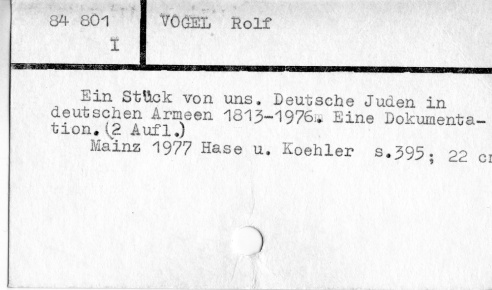 84 801
I
VOGEL Rolf
Ein Stück von uns. Deutsche Juden in
deutschen Armeen 1813-1976. Eine Dokumenta-
tion.(2 Aufl.)
Mainz 1977 Hase u. Koehler s.395; 22 cm